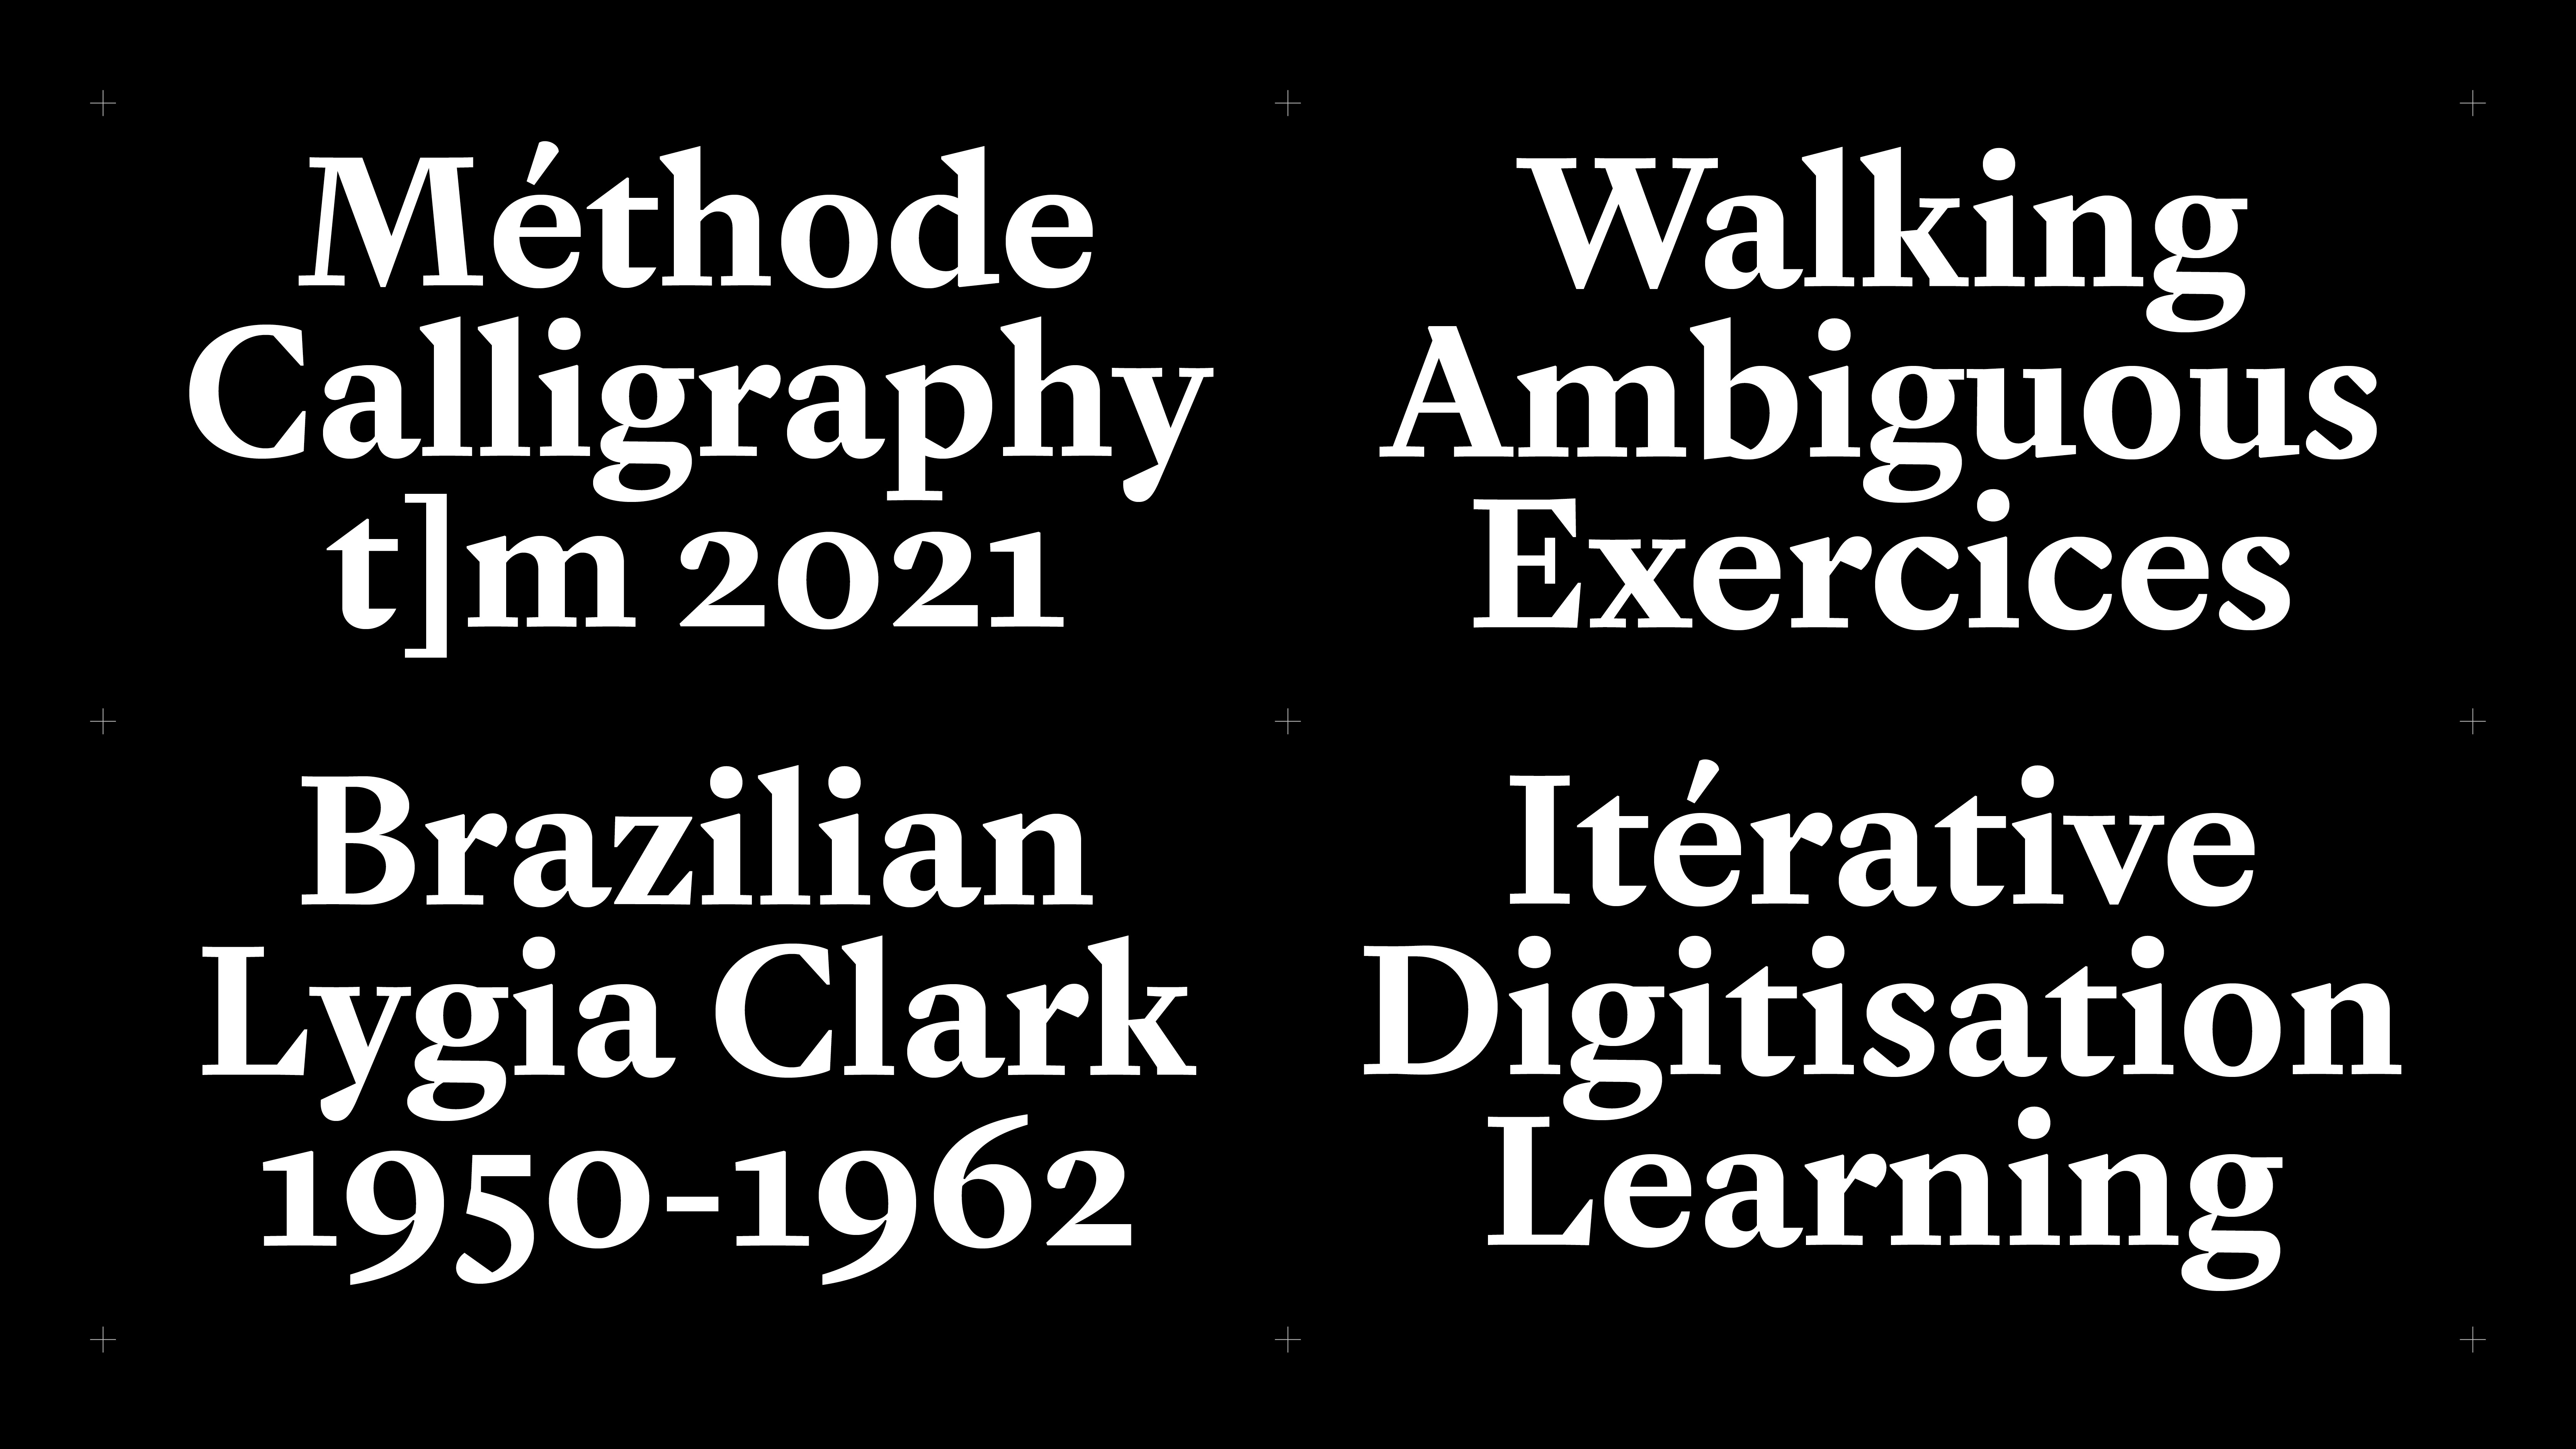 Méthode
Calligraphy
t]m 2021
Walking
Ambiguous
Exercices
Brazilian
Lygia Clark
1950-1962
Itérative
Digitisation
Learning